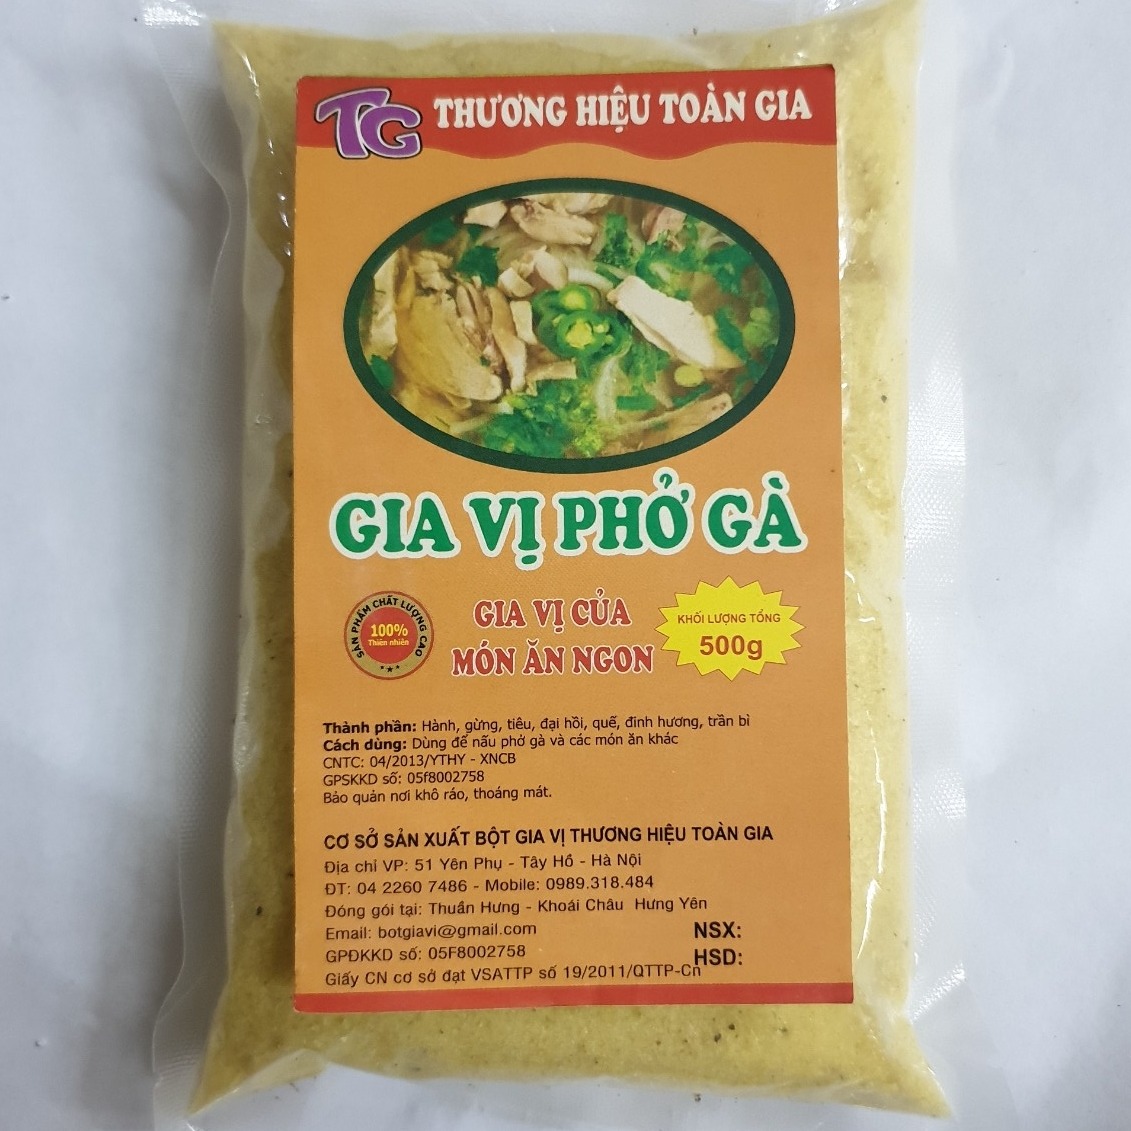 TG THƯƠNG HIỆU TOÀN GIA
GIA VỊ PHỞ GÀ
SẢN PHẨM CHẤT LƯỢNG CAO
100%
Thiên nhiên
GIA VỊ CỦA
MÓN ĂN NGON
KHỐI LƯỢNG TỔNG
500g
Thành phần: Hành, gừng, tiêu, đại hồi, quế, đinh hương, trần bì
Cách dùng: Dùng để nấu phở gà và các món ăn khác
CNTC: 04/2013/YTHY - XNCB
GPSKKD số: 05f8002758
Bảo quản nơi khô ráo, thoáng mát.
CƠ SỞ SẢN XUẤT BỘT GIA VỊ THƯƠNG HIỆU TOÀN GIA
Địa chỉ VP: 51 Yên Phụ - Tây Hồ - Hà Nội
ĐT: 04 2260 7486 - Mobile: 0989.318.484
Đóng gói tại: Thuần Hưng - Khoái Châu Hưng Yên
Email: botgiavi@gmail.com
GPĐKKD số: 05F8002758
Giấy CN cơ sở đạt VSATTP số 19/2011/QTTP-Cn
NSX:
HSD: